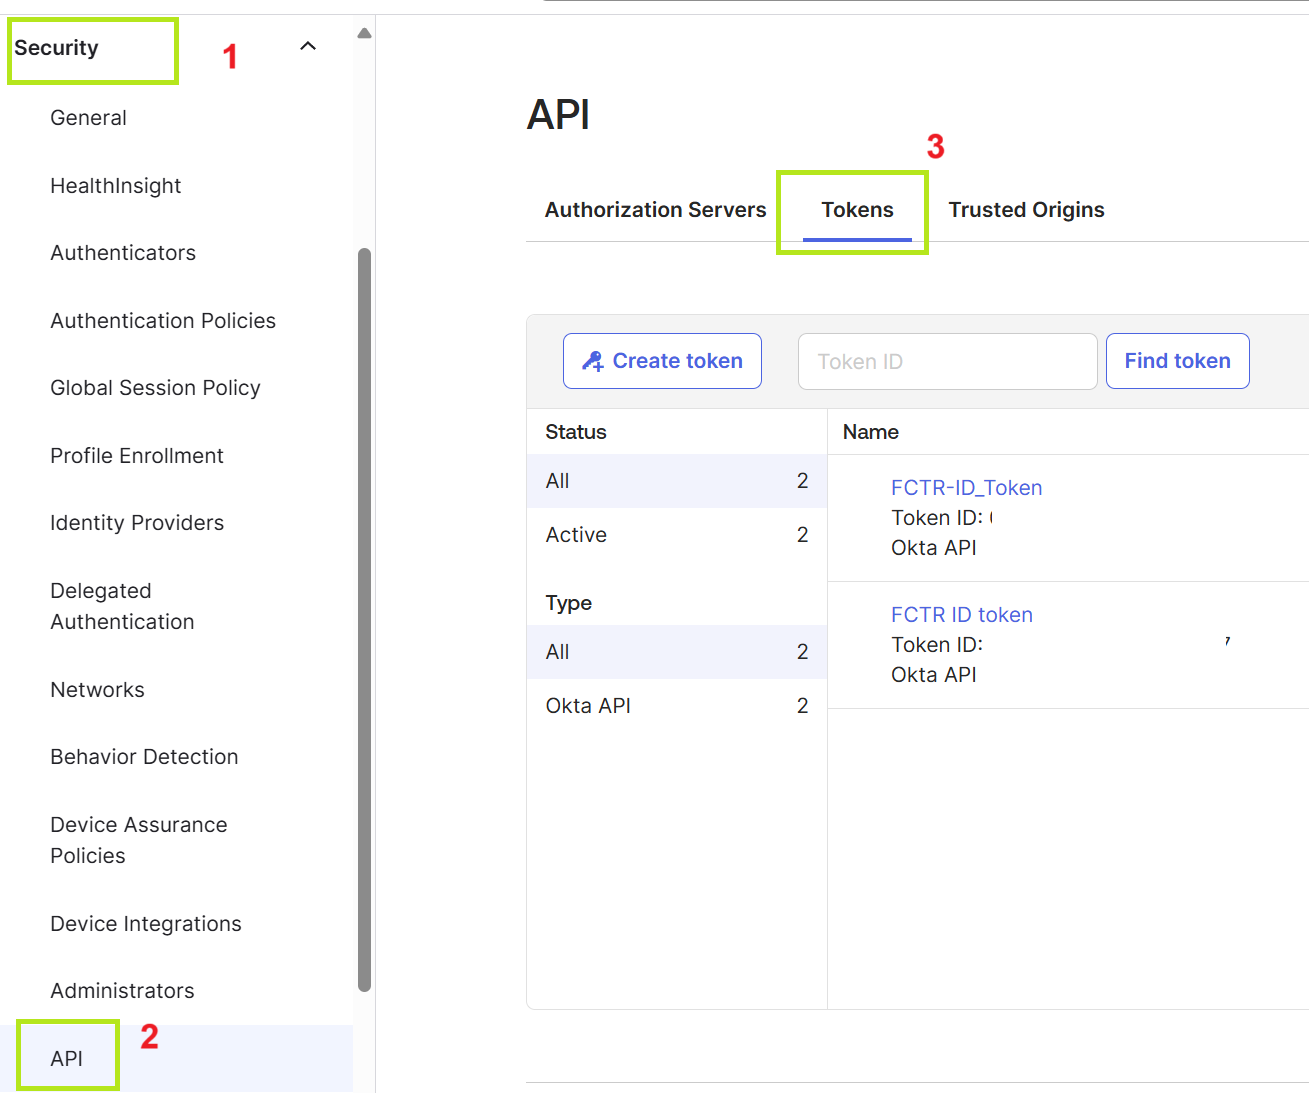 Security
1
General
HealthInsight
Authenticators
Authentication Policies
Global Session Policy
Profile Enrollment
Identity Providers
Delegated
Authentication
Networks
Behavior Detection
Device Assurance
Policies
Device Integrations
Administrators
API
2
API
3
Authorization Servers
Tokens
Trusted Origins
Create token
Token ID
Find token
Status
All 2
Active 2
Type
All 2
Okta API 2
Name
FCTR-ID_Token
Token ID:
Okta API
FCTR ID token
Token ID:
Okta API